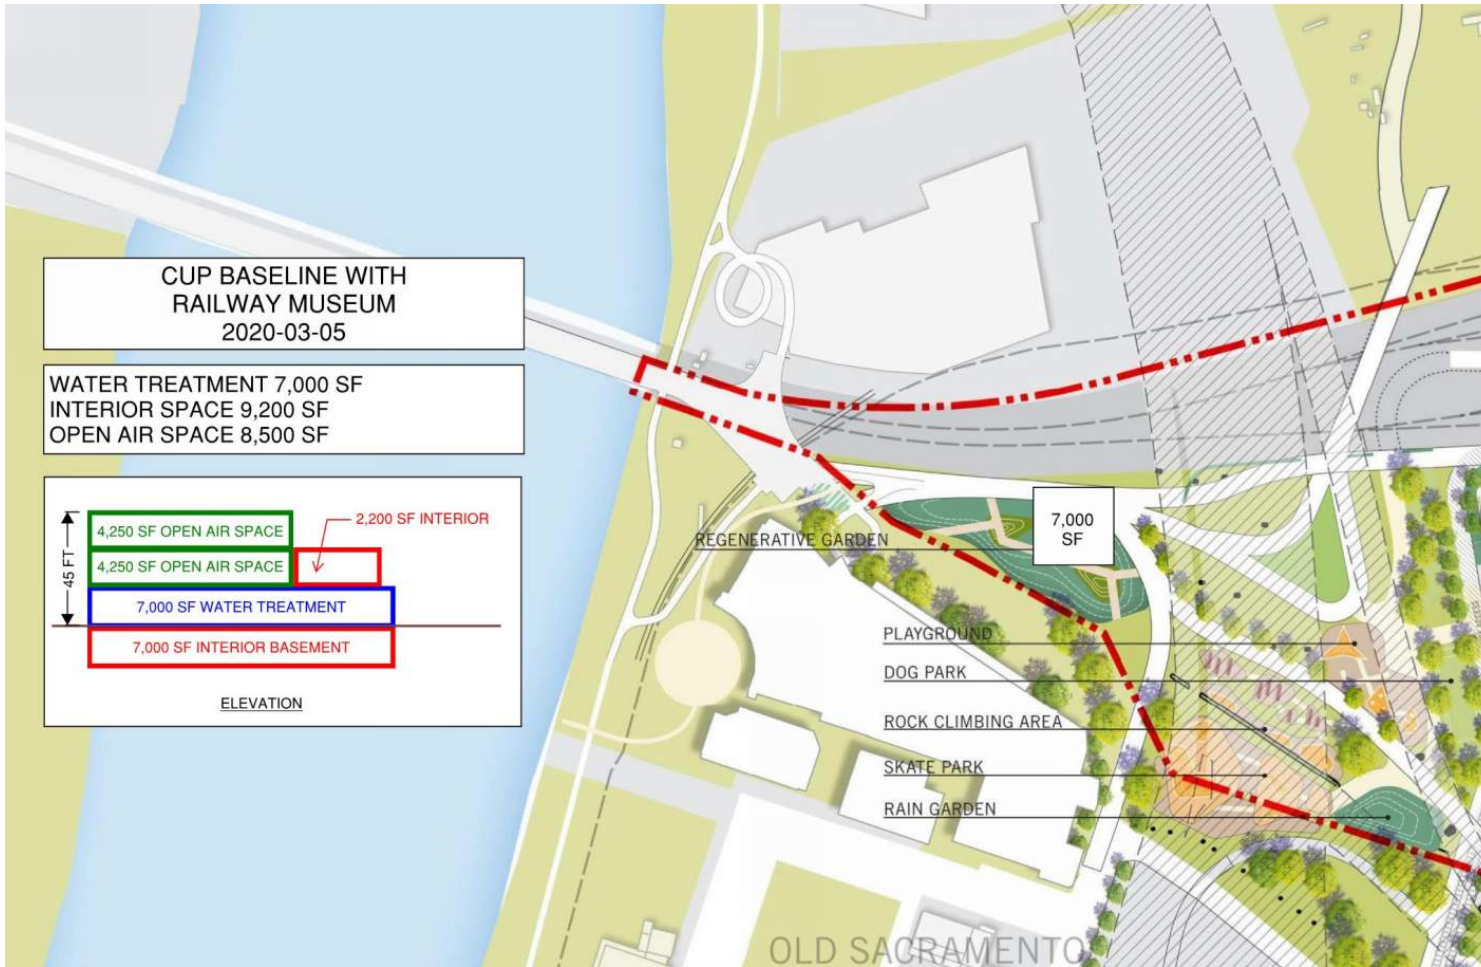 CUP BASELINE WITH
RAILWAY MUSEUM
2020-03-05
WATER TREATMENT 7,000 SF
INTERIOR SPACE 9,200 SF
OPEN AIR SPACE 8,500 SF
45 FT
4,250 SF OPEN AIR SPACE
2,200 SF INTERIOR
4,250 SF OPEN AIR SPACE
7,000 SF WATER TREATMENT
7,000 SF INTERIOR BASEMENT
ELEVATION
7,000
SF
REGENERATIVE GARDEN
PLAYGROUND
DOG PARK
ROCK CLIMBING AREA
SKATE PARK
RAIN GARDEN
OLD SACRAMENTO